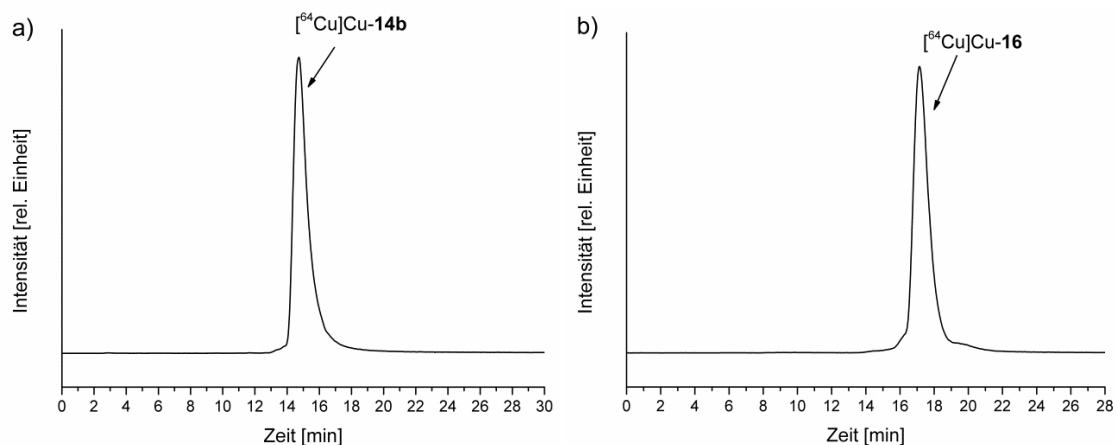 a)
[⁶⁴Cu]Cu-14b
Intensität [rel. Einheit]
0 2 4 6 8 10 12 14 16 18 20 22 24 26 28 30
Zeit [min]
b)
[⁶⁴Cu]Cu-16
Intensität [rel. Einheit]
0 2 4 6 8 10 12 14 16 18 20 22 24 26 28
Zeit [min]